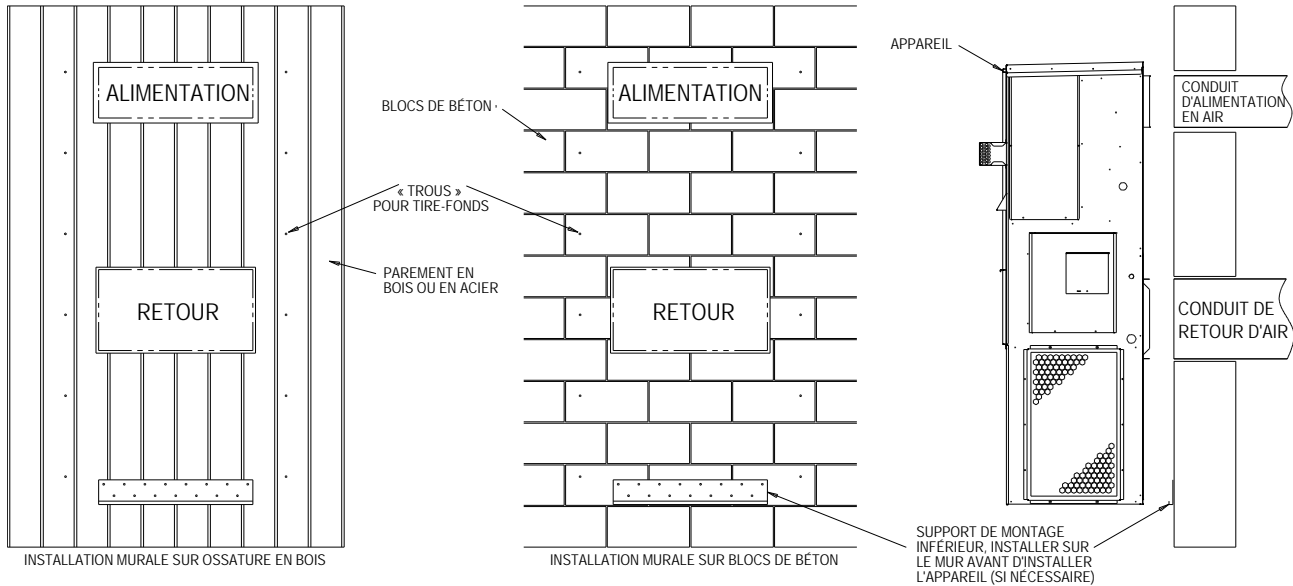 ALIMENTATION
RETOUR
INSTALLATION MURALE SUR OSSATURE EN BOIS
BLOCS DE BÉTON
« TROUS »
POUR TIRE-FONDS
PAREMENT EN
BOIS OU EN ACIER
ALIMENTATION
RETOUR
INSTALLATION MURALE SUR BLOCS DE BÉTON
APPAREIL
CONDUIT
D'ALIMENTATION
EN AIR
CONDUIT DE
RETOUR D'AIR
SUPPORT DE MONTAGE
INFÉRIEUR, INSTALLER SUR
LE MUR AVANT D'INSTALLER
L'APPAREIL (SI NÉCESSAIRE)